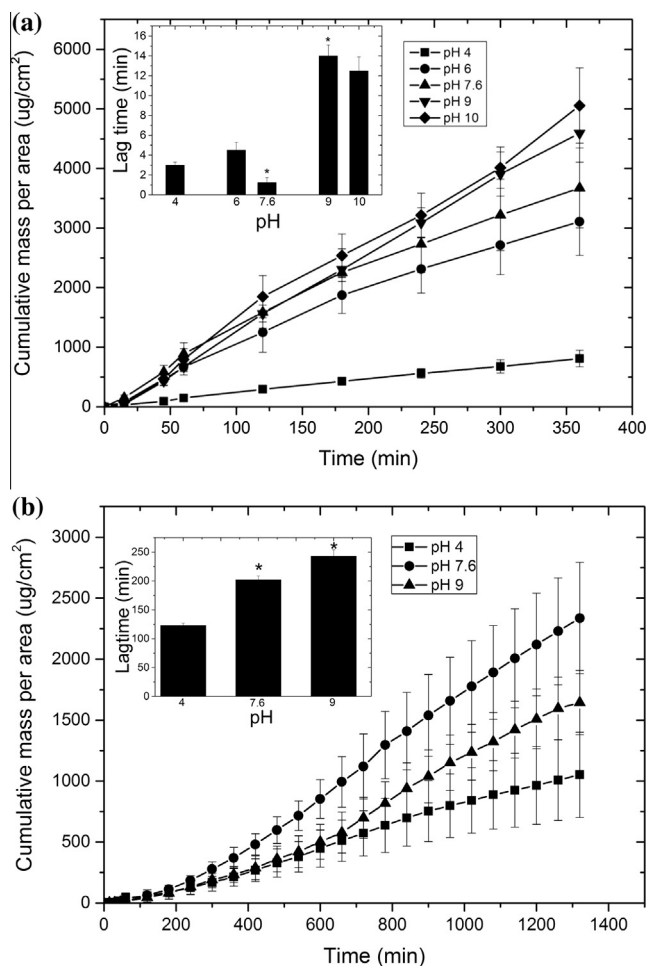 (a)
6000
5000
4000
3000
2000
1000
0
Cumulative mass per area (ug/cm²)
0 50 100 150 200 250 300 350 400
Time (min)
16
14
12
10
8
6
4
2
0
Lag time (min)
* *
4 6 7.6 9 10
pH
pH 4
pH 6
pH 7.6
pH 9
pH 10
(b)
3000
2500
2000
1500
1000
500
0
Cumulative mass per area (ug/cm²)
0 200 400 600 800 1000 1200 1400
Time (min)
250
200
150
100
50
0
Lagtime (min)
* *
4 7.6 9
pH
pH 4
pH 7.6
pH 9